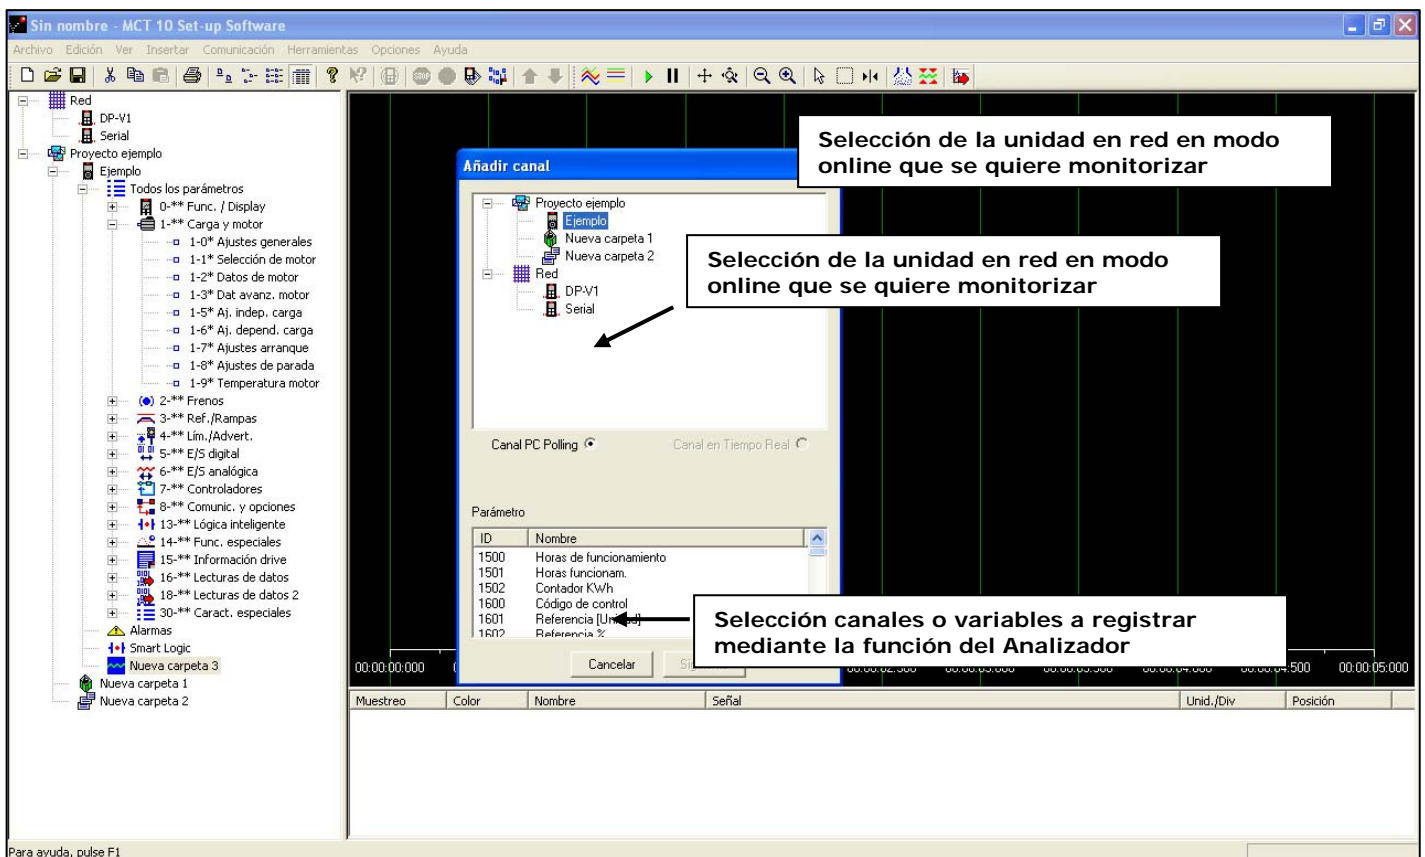 Sin nombre - MCT 10 Set-up Software
Archivo Edición Ver Insertar Comunicación Herramientas Opciones Ayuda
Red
DP-V1
Serial
Proyecto ejemplo
Ejemplo
Todos los parámetros
0-** Func. / Display
1-** Carga y motor
1-0* Ajustes generales
1-1* Selección de motor
1-2* Datos de motor
1-3* Dat avanz. motor
1-5* Aj. indep. carga
1-6* Aj. depend. carga
1-7* Ajustes arranque
1-8* Ajustes de parada
1-9* Temperatura motor
2-** Frenos
3-** Ref./Rampas
4-** Lím./Advert.
5-** E/S digital
6-** E/S analógica
7-** Controladores
8-** Comunic. y opciones
13-** Lógica inteligente
14-** Func. especiales
15-** Información drive
16-** Lecturas de datos
18-** Lecturas de datos 2
30-** Caract. especiales
Alarmas
Smart Logic
Nueva carpeta 3
Nueva carpeta 1
Nueva carpeta 2
Añadir canal
Proyecto ejemplo
Ejemplo
Nueva carpeta 1
Nueva carpeta 2
Red
DP-V1
Serial
Canal PC Polling Canal en Tiempo Real
Parámetro
ID Nombre
1500 Horas de funcionamiento
1501 Horas funcionam.
1502 Contador KWh
1600 Código de control
1601 Referencia
1602 Referencia %
Cancelar
Selección de la unidad en red en modo
online que se quiere monitorizar
Selección de la unidad en red en modo
online que se quiere monitorizar
Selección canales o variables a registrar
mediante la función del Analizador
00:00:00:000 00:00:05:000
Muestreo Color Nombre Señal Unid./Div Posición
Para ayuda, pulse F1